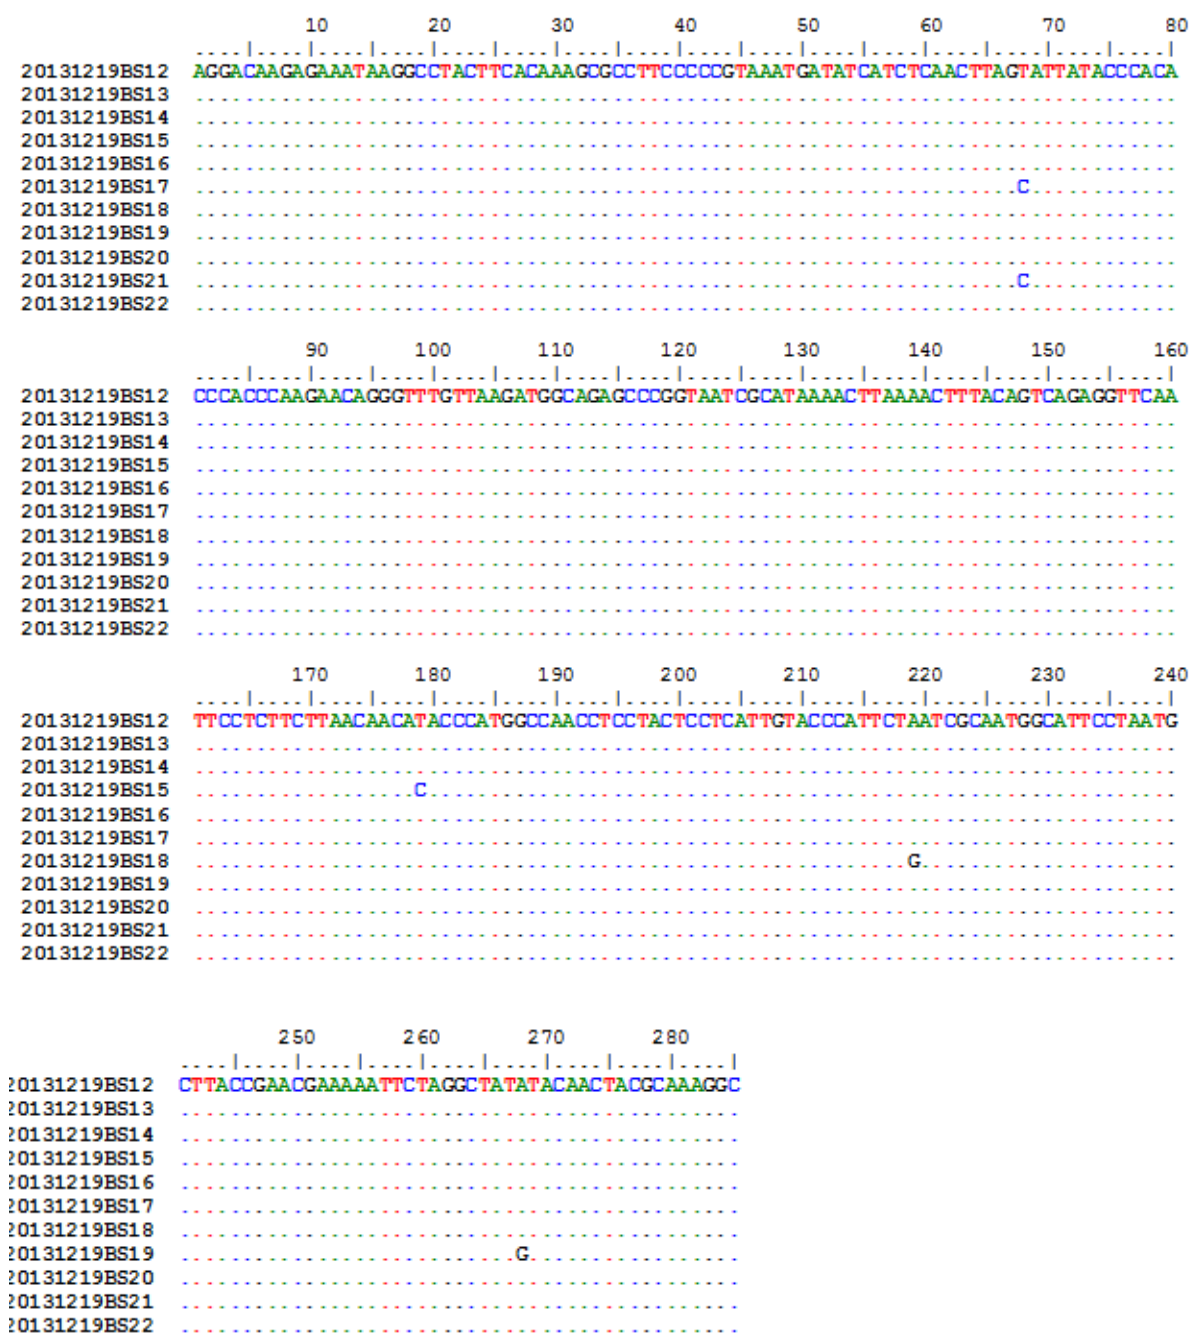 10 20 30 40 50 60 70 80
....|....|....|....|....|....|....|....|....|....|....|....|....|....|....|....|
20131219BS12 AGGACAAGAGAAATAAGGCCTACTTCACAAAGCGCCTTCCCCCGTAAATGATATCATCTCAACTTAGTATTATACCCACA
20131219BS13 ................................................................................
20131219BS14 ................................................................................
20131219BS15 ................................................................................
20131219BS16 ................................................................................
20131219BS17 ...................................................................C............
20131219BS18 ................................................................................
20131219BS19 ................................................................................
20131219BS20 ................................................................................
20131219BS21 ...................................................................C............
20131219BS22 ................................................................................
90 100 110 120 130 140 150 160
....|....|....|....|....|....|....|....|....|....|....|....|....|....|....|....|
20131219BS12 CCCACCCAAGAACAGGGTTTGTTAAGATGGCAGAGCCCGGTAATCGCATAAAACTTAAAACTTTACAGTCAGAGGTTCAA
20131219BS13 ................................................................................
20131219BS14 ................................................................................
20131219BS15 ................................................................................
20131219BS16 ................................................................................
20131219BS17 ................................................................................
20131219BS18 ................................................................................
20131219BS19 ................................................................................
20131219BS20 ................................................................................
20131219BS21 ................................................................................
20131219BS22 ................................................................................
170 180 190 200 210 220 230 240
....|....|....|....|....|....|....|....|....|....|....|....|....|....|....|....|
20131219BS12 TTCCTCTTCTTAACAACATACCCATGGCCAACCTCCTACTCCTCATTGTACCCATTCTAATCGCAATGGCATTCCTAATG
20131219BS13 ................................................................................
20131219BS14 ................................................................................
20131219BS15 ..................C.............................................................
20131219BS16 ................................................................................
20131219BS17 ................................................................................
20131219BS18 ..........................................................G.....................
20131219BS19 ................................................................................
20131219BS20 ................................................................................
20131219BS21 ................................................................................
20131219BS22 ................................................................................
250 260 270 280
....|....|....|....|....|....|....|....|....|
20131219BS12 CTTACCGAACGAAAAATTCTAGGCTATATACAACTACGCAAAGGC
20131219BS13 .............................................
20131219BS14 .............................................
20131219BS15 .............................................
20131219BS16 .............................................
20131219BS17 .............................................
20131219BS18 .............................................
20131219BS19 ...........................G.................
20131219BS20 .............................................
20131219BS21 .............................................
20131219BS22 .............................................